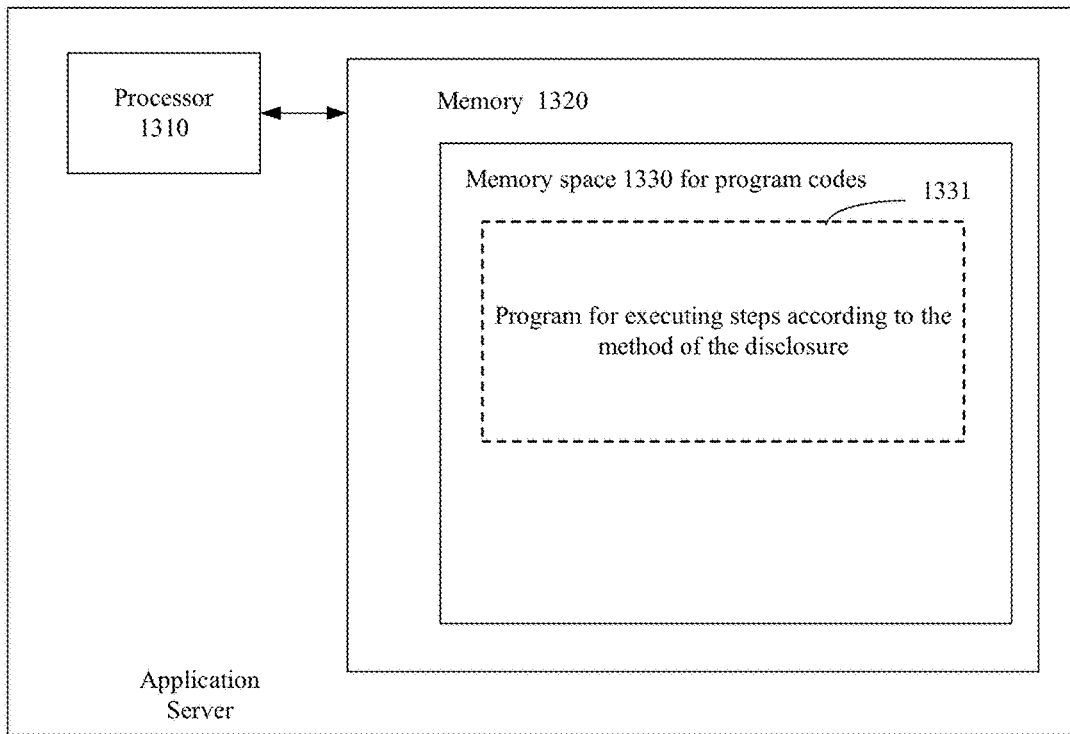 Processor
1310
Memory 1320
Memory space 1330 for program codes
1331
Program for executing steps according to the
method of the disclosure
Application
Server